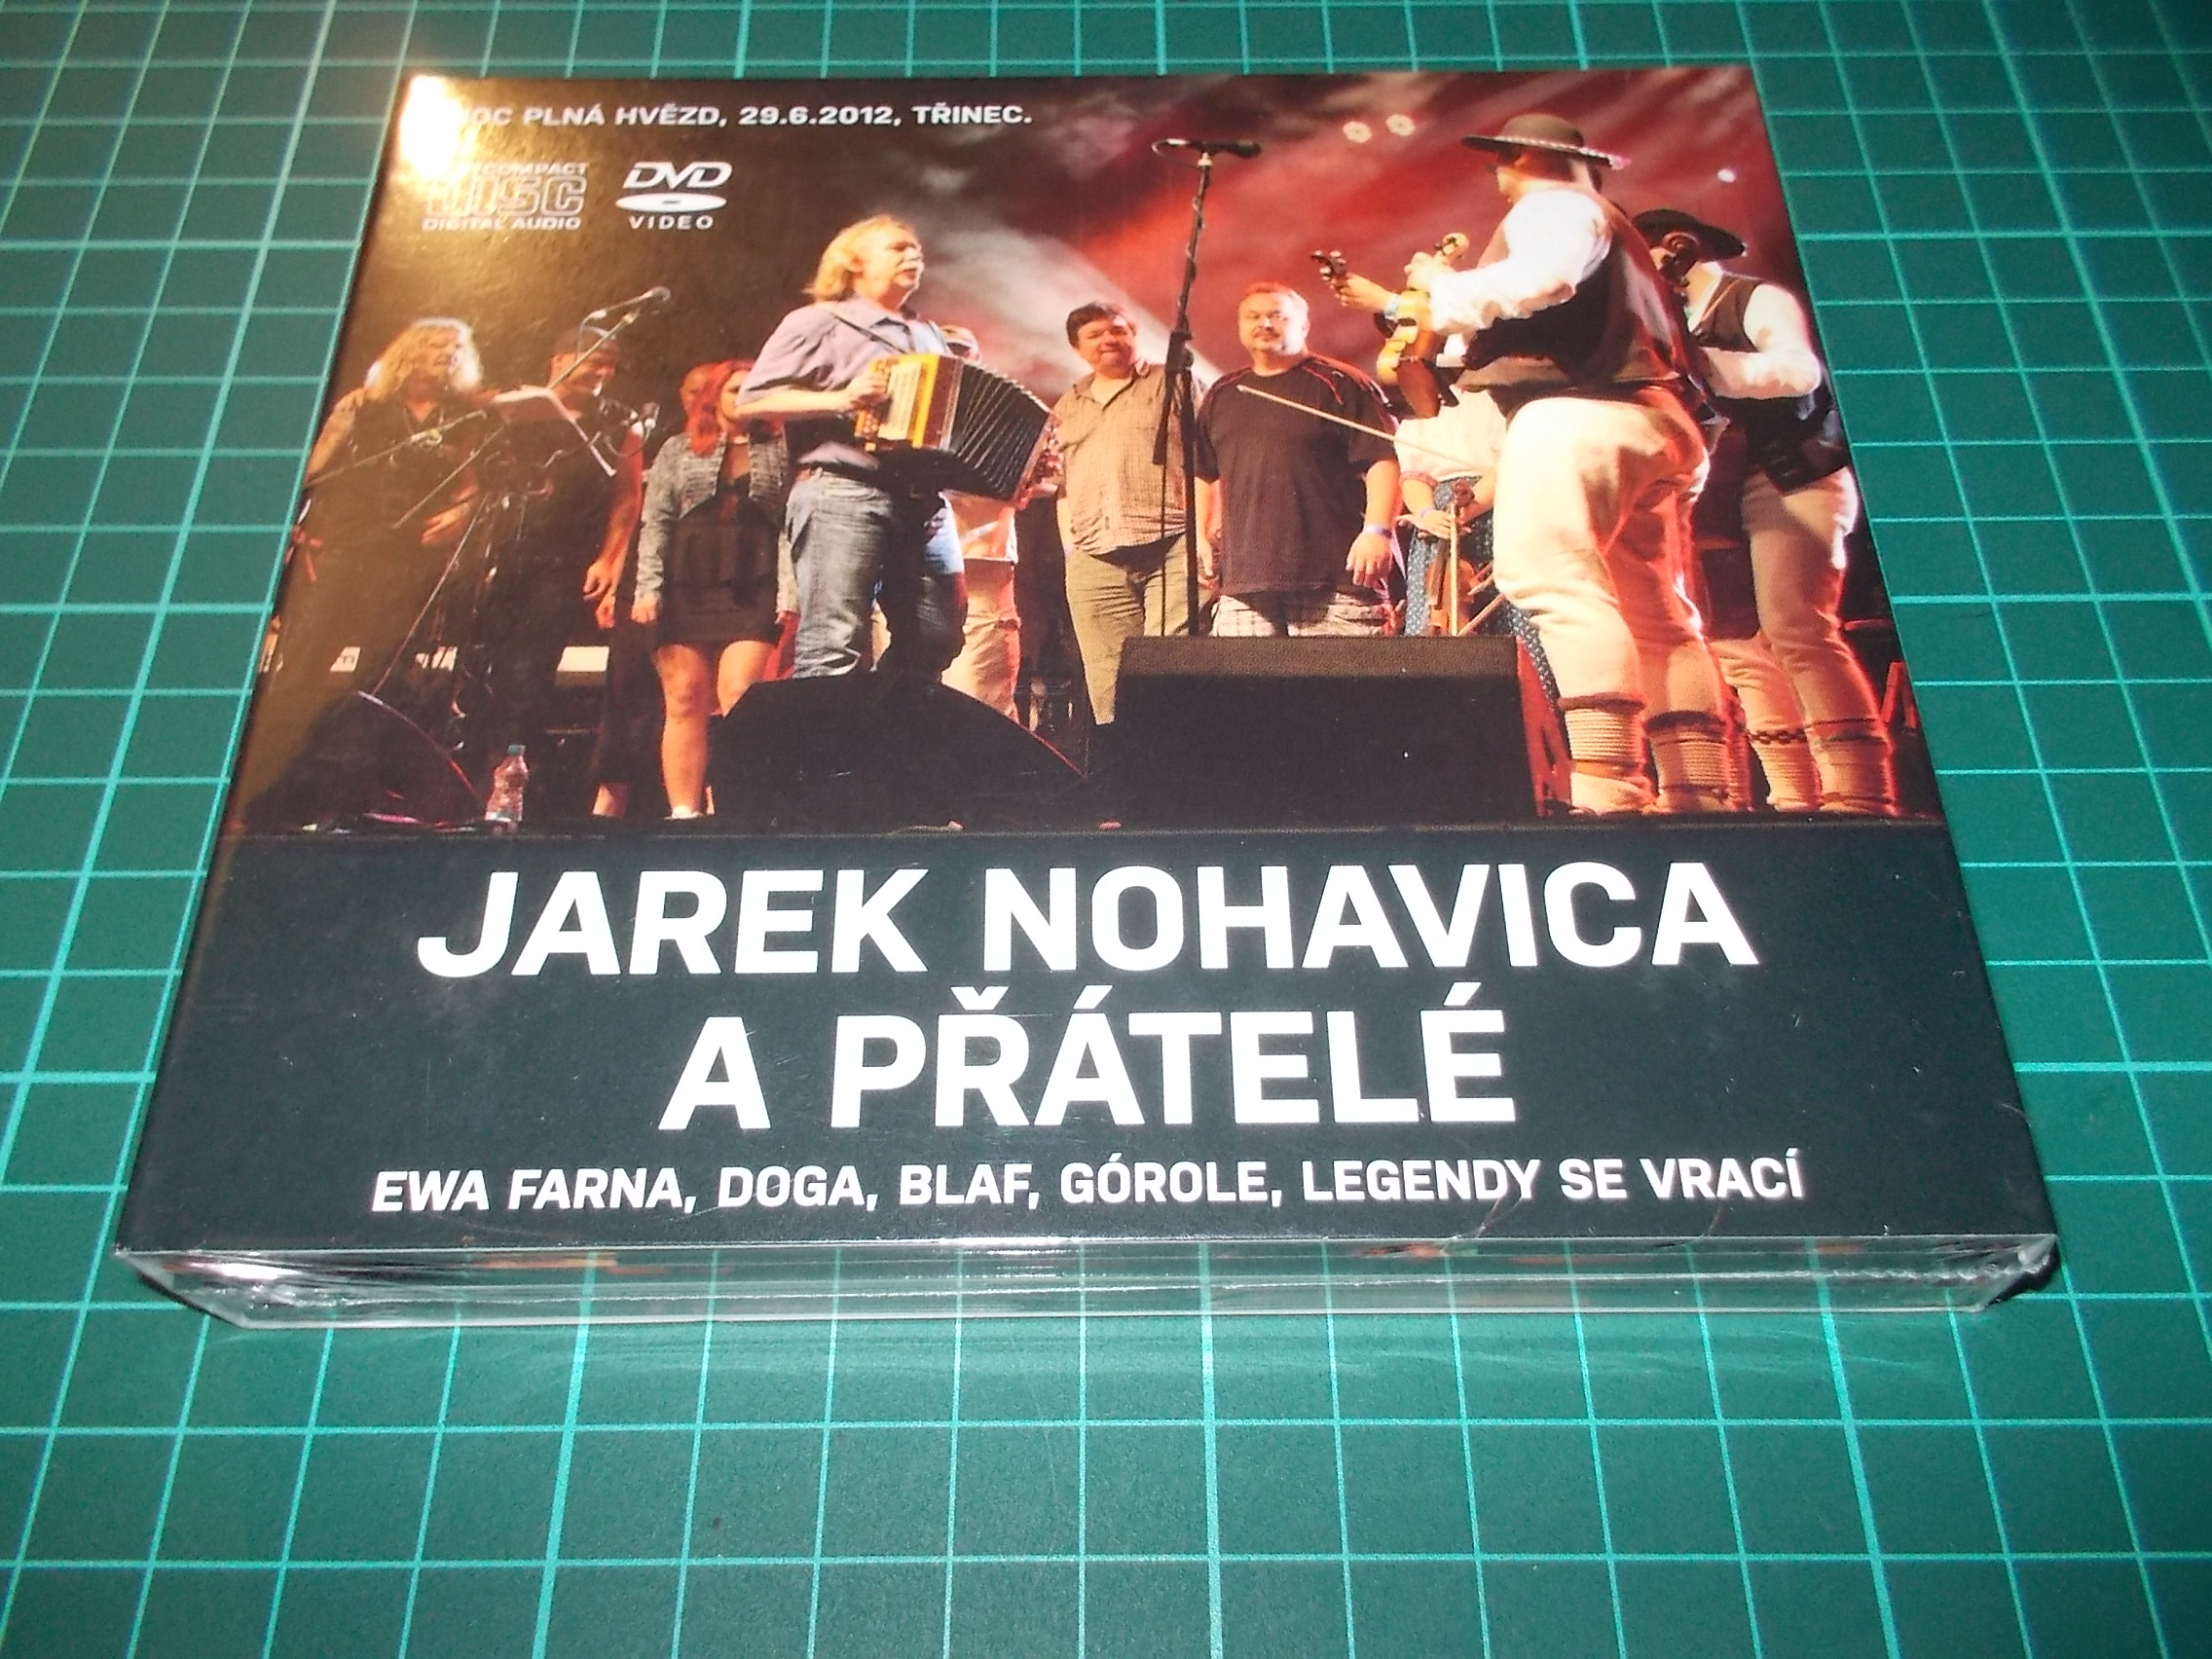 NOC PLNÁ HVĚZD, 29.6.2012, TŘINEC.
COMPACT
DISC
DIGITAL AUDIO
DVD
VIDEO
JAREK NOHAVICA
A PŘÁTELÉ
EWA FARNA, DOGA, BLAF, GÓROLE, LEGENDY SE VRACÍ